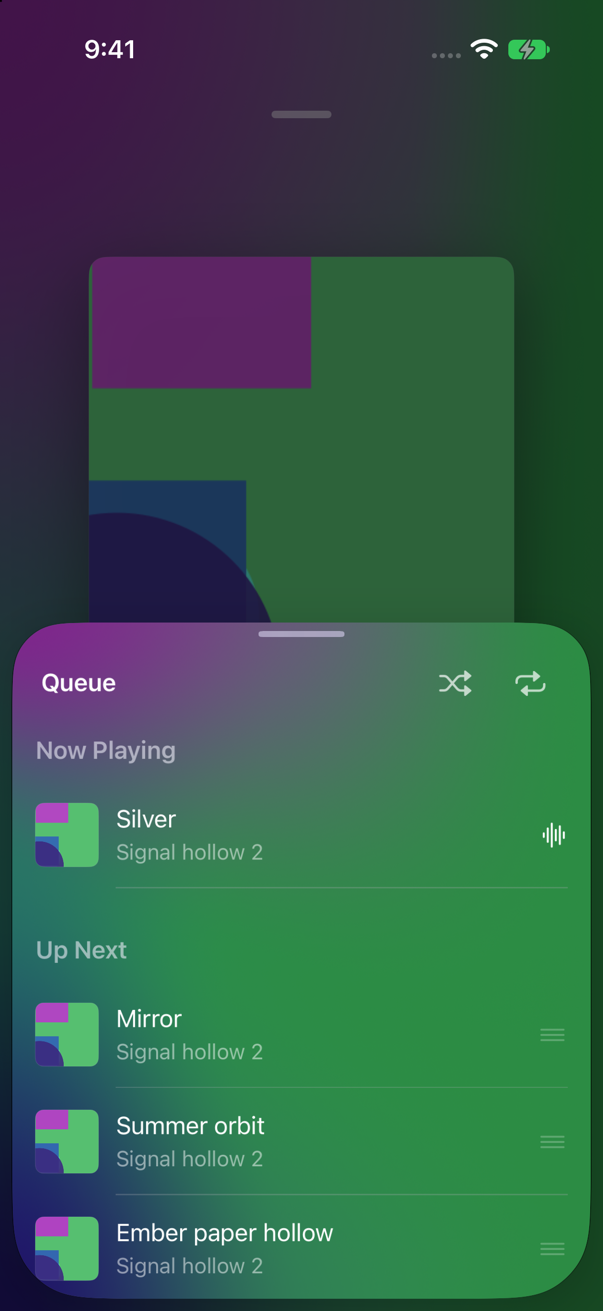 9:41
Queue
Now Playing
Silver
Signal hollow 2
Up Next
Mirror
Signal hollow 2
Summer orbit
Signal hollow 2
Ember paper hollow
Signal hollow 2